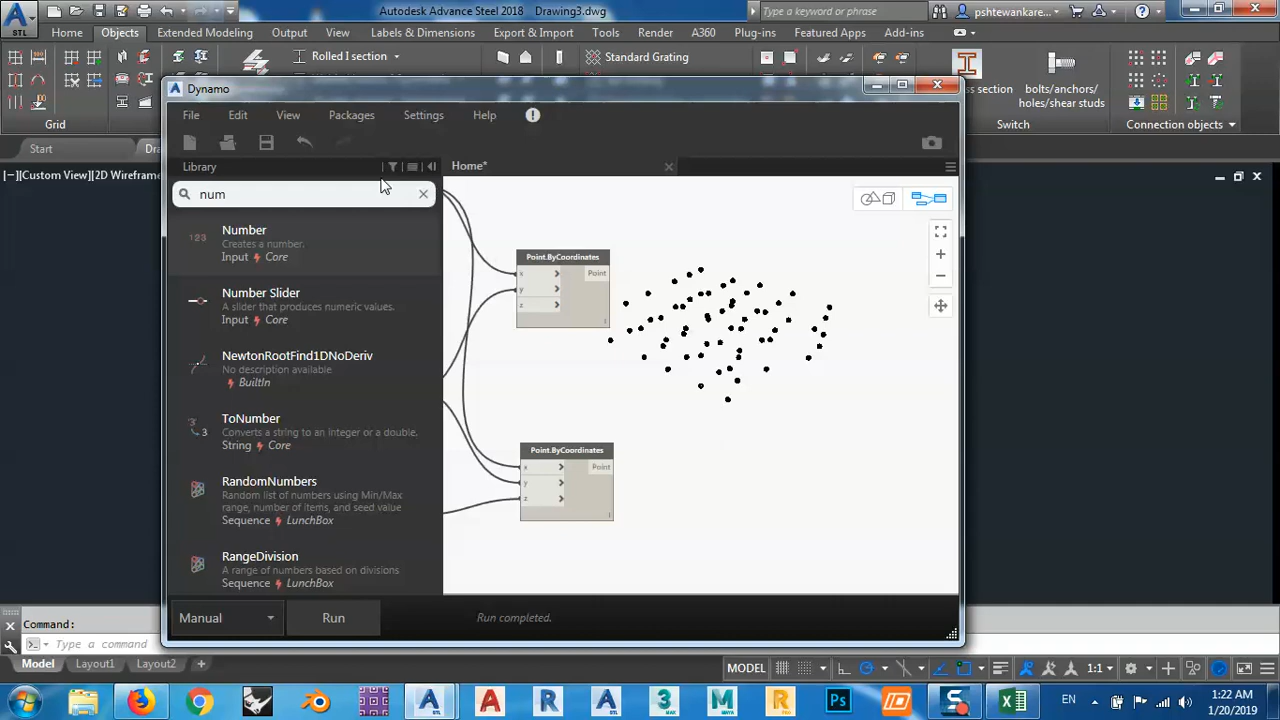 Autodesk Advance Steel 2018 Drawing3.dwg
Type a keyword or phrase
pshtewankare...
STL
Home Objects Extended Modeling Output View Labels & Dimensions Export & Import Tools Render A360 Plug-ins Featured Apps Add-ins
Rolled I section
Standard Grating
bolts/anchors/
holes/shear studs
Grid
Switch
Connection objects
Start
[−][Custom View][2D Wirefram
Dynamo
File Edit View Packages Settings Help
Library
Home*
num
Number
Creates a number.
Input Core
Number Slider
A slider that produces numeric values.
Input Core
NewtonRootFind1DNoDeriv
No description available
BuiltIn
ToNumber
Converts a string to an integer or a double.
String Core
RandomNumbers
Random list of numbers using Min/Max
range, number of items, and seed value
Sequence LunchBox
RangeDivision
A range of numbers based on divisions
Sequence LunchBox
Point.ByCoordinates
x Point
y
z
Point.ByCoordinates
x Point
y
z
Manual
Run
Run completed.
Command:
Type a command
Model Layout1 Layout2
MODEL
1:1
EN
1:22 AM
1/20/2019